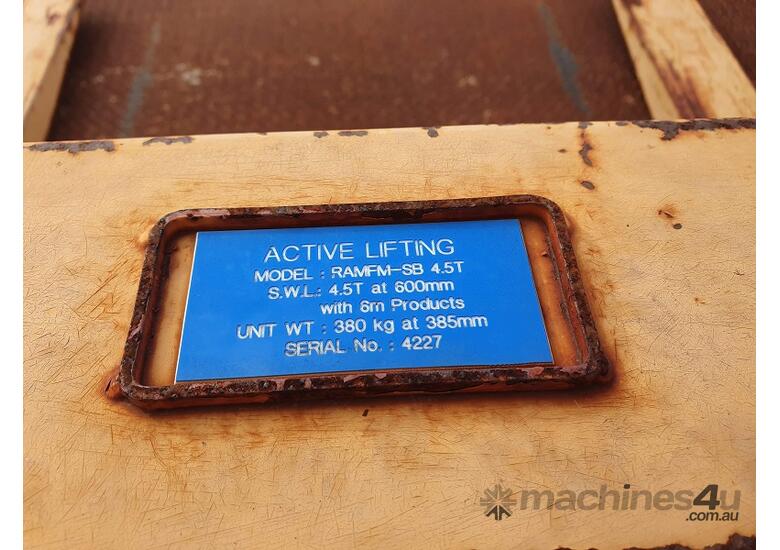 ACTIVE LIFTING
MODEL : RAMFM-SB 4.5T
S.W.L.: 4.5T at 600mm
with 6m Products
UNIT WT : 380 kg at 385mm
SERIAL No. : 4227
machines4u
.com.au